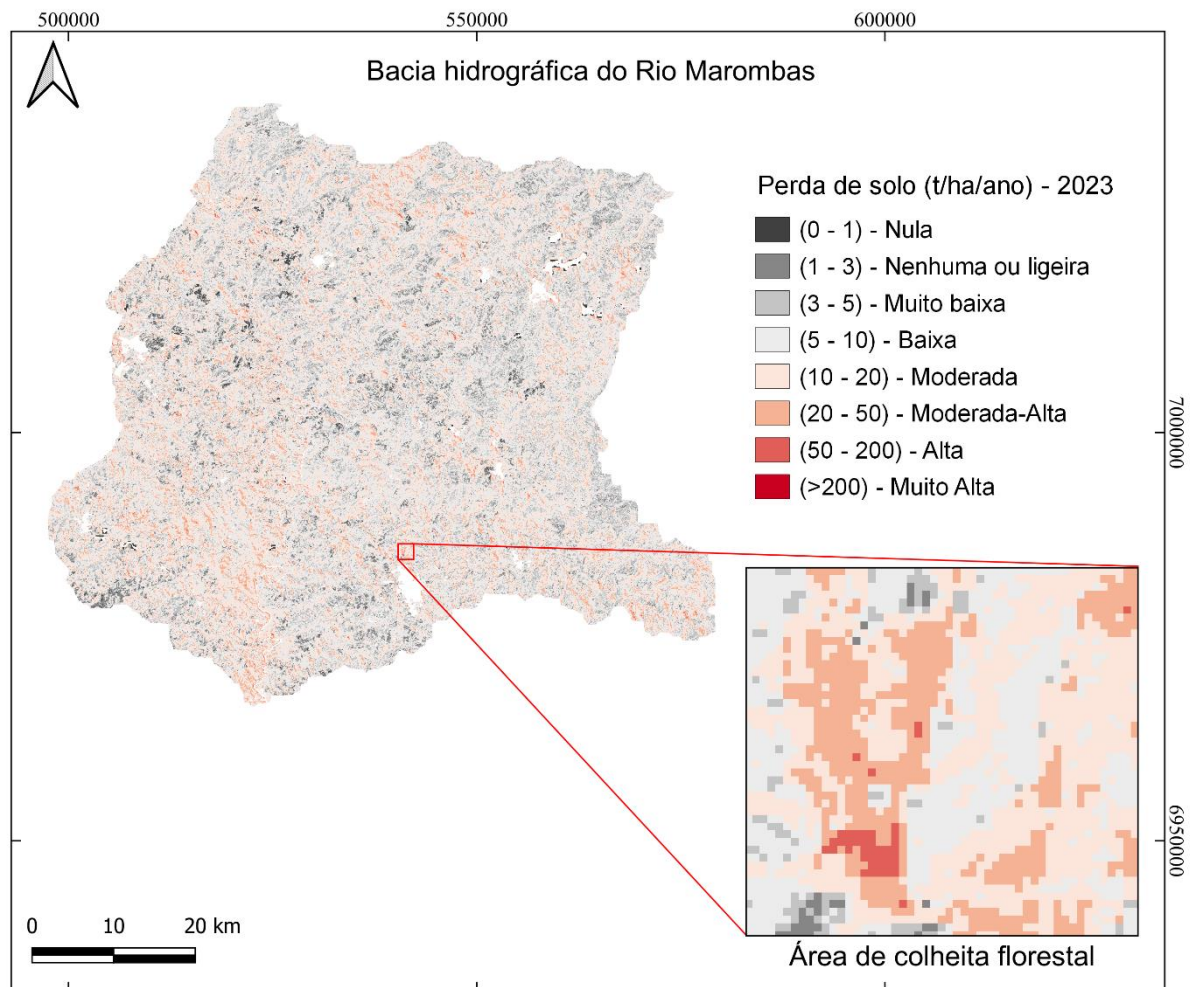 500000 550000 600000
Bacia hidrográfica do Rio Marombas
Perda de solo (t/ha/ano) - 2023
(0 - 1) - Nula
(1 - 3) - Nenhuma ou ligeira
(3 - 5) - Muito baixa
(5 - 10) - Baixa
(10 - 20) - Moderada
(20 - 50) - Moderada-Alta
(50 - 200) - Alta
(>200) - Muito Alta
7000000
6950000
0 10 20 km
Área de colheita florestal